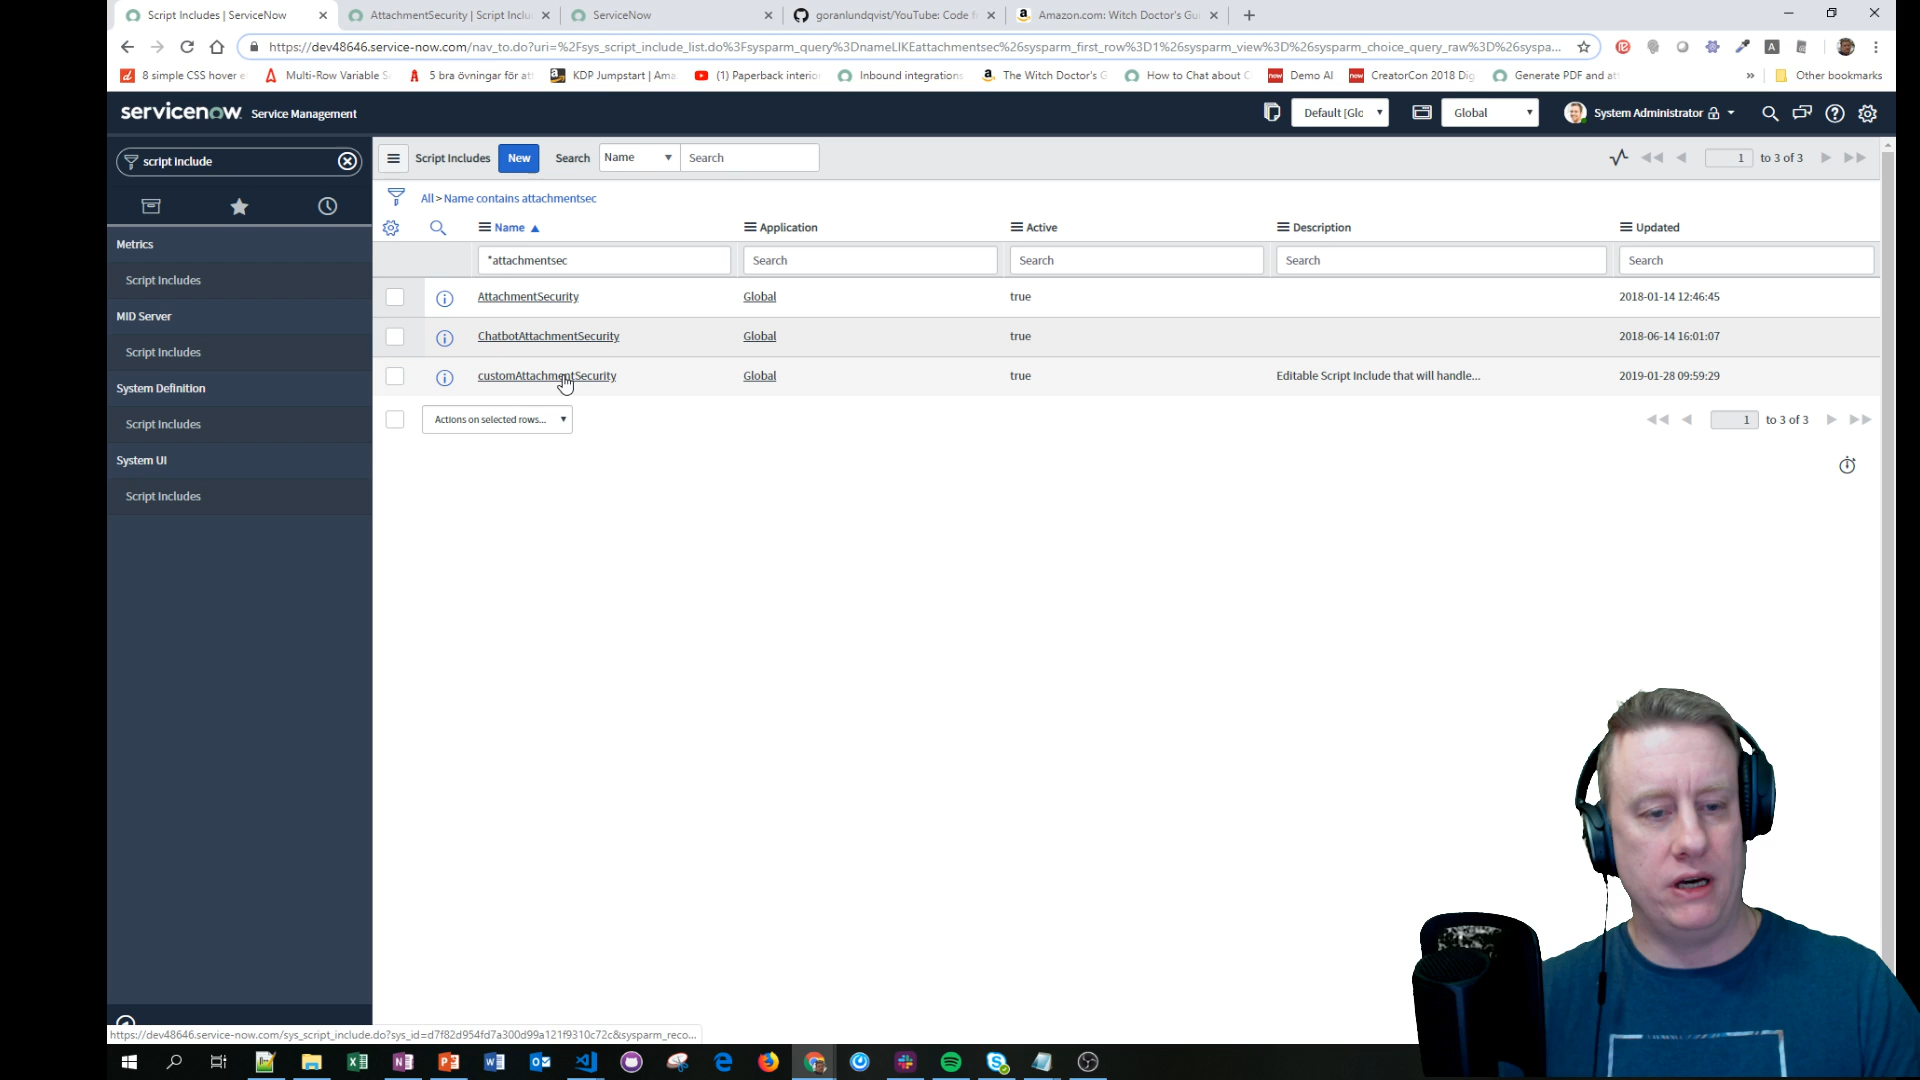 Script Includes | ServiceNow
AttachmentSecurity | Script Inclu
ServiceNow
goranlundqvist/YouTube: Code f
Amazon.com: Witch Doctor's Gu
https://dev48646.service-now.com/nav_to.do?uri=%2Fsys_script_include_list.do%3Fsysparm_query%3DnameLIKEattachmentsec%26sysparm_first_row%3D1%26sysparm_view%3D%26sysparm_choice_query_raw%3D%26syspa...
8 simple CSS hover e
Multi-Row Variable S
5 bra övningar för at
KDP Jumpstart | Ama
(1) Paperback interio
Inbound integrations
The Witch Doctor's G
How to Chat about C
Demo AI
CreatorCon 2018 Dig
Generate PDF and at
Other bookmarks
servicenow Service Management
Default [Glo
Global
System Administrator
script include
Script Includes
New
Search
Name
Search
1 to 3 of 3
All > Name contains attachmentsec
Name
Application
Active
Description
Updated
*attachmentsec
Search
Search
Search
Search
Metrics
Script Includes
MID Server
Script Includes
System Definition
Script Includes
System UI
Script Includes
AttachmentSecurity Global true 2018-01-14 12:46:45
ChatbotAttachmentSecurity Global true 2018-06-14 16:01:07
customAttachmentSecurity Global true Editable Script Include that will handle... 2019-01-28 09:59:29
Actions on selected rows...
1 to 3 of 3
https://dev48646.service-now.com/sys_script_include.do?sys_id=d7f82d954fd7a300d99a121f9310c72c&sysparm_reco...